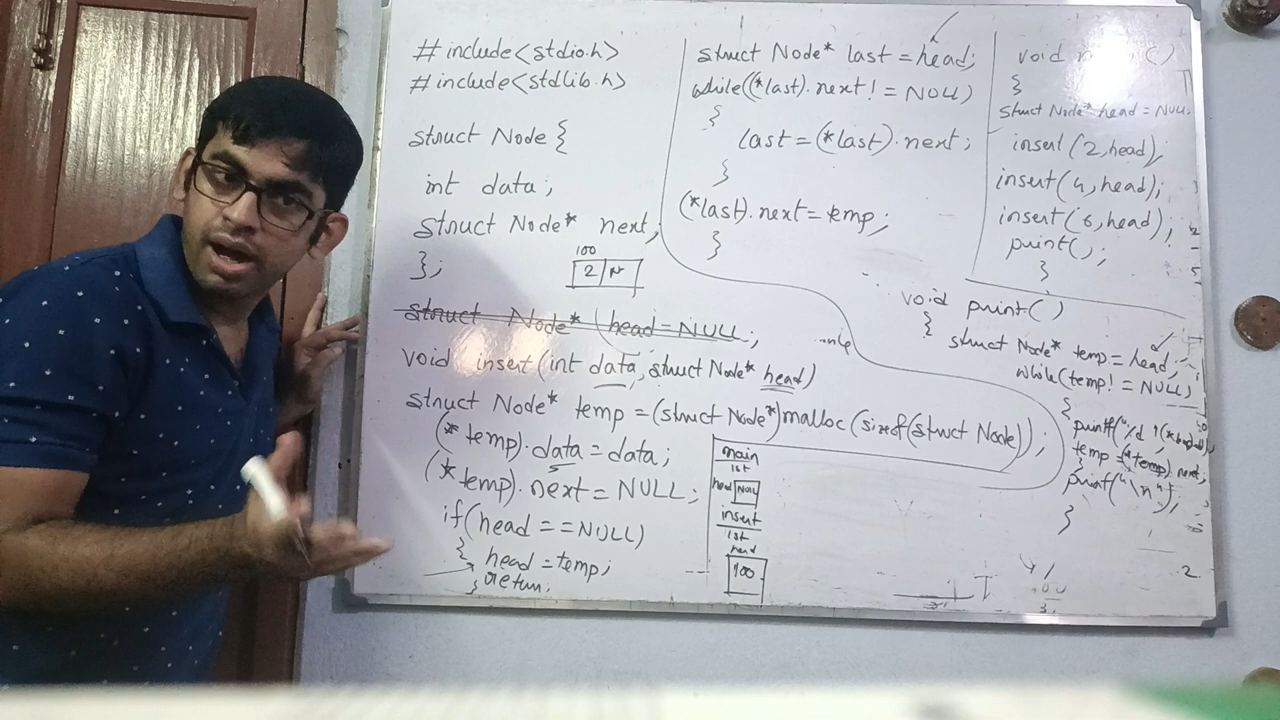 #include<stdio.h>
#include<stdlib.h>
struct Node {
int data;
struct Node* next;
};
100
2 N
struct Node* head=NULL;
void insert(int data, struct Node* head)
struct Node* temp =(struct Node*)malloc(sizeof(struct Node));
(*temp).data=data;
(*temp).next=NULL;
if(head==NULL)
{ head=temp;
} return;
struct Node* last=head;
while((*last).next!=NULL)
{
last=(*last).next;
}
(*last).next=temp;
}
main
1st
head NULL
insert
1st
head
100
void ()
{
struct Node* head=NULL;
insert(2,head);
insert(4,head);
insert(6,head);
print();
}
void print()
{ struct Node* temp=head;
while(temp!=NULL)
{
printf("%d
temp=(*temp).next;
}
printf("\n");
}